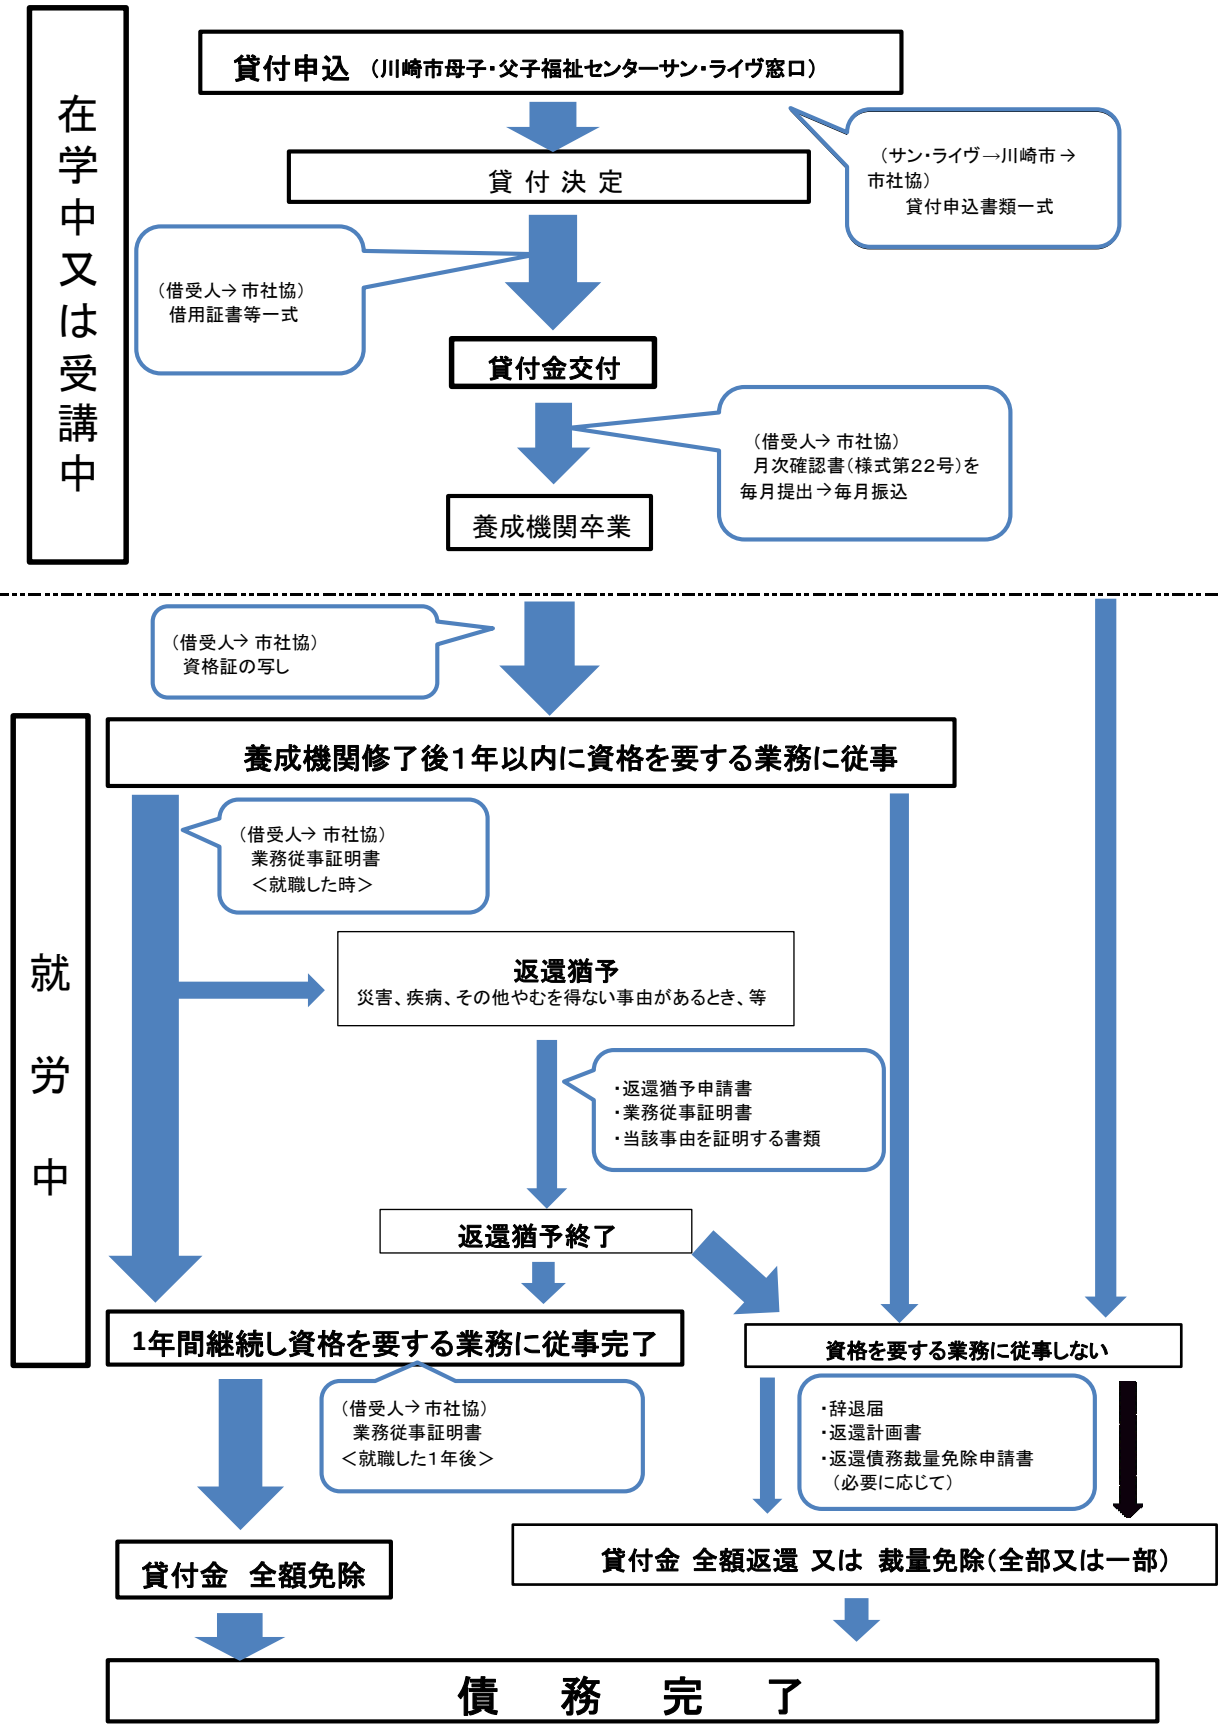 在学中又は受講中
貸付申込 （川崎市母子・父子福祉センターサン・ライヴ窓口）
（サン・ライヴ→川崎市→
市社協）
貸付申込書類一式
貸 付 決 定
（借受人→ 市社協）
借用証書等一式
貸付金交付
（借受人→ 市社協）
月次確認書（様式第２２号）を
毎月提出→毎月振込
養成機関卒業
（借受人→ 市社協）
資格証の写し
就労中
養成機関修了後１年以内に資格を要する業務に従事
（借受人→ 市社協）
業務従事証明書
＜就職した時＞
返還猶予
災害、疾病、その他やむを得ない事由があるとき、等
・返還猶予申請書
・業務従事証明書
・当該事由を証明する書類
返還猶予終了
1年間継続し資格を要する業務に従事完了
資格を要する業務に従事しない
（借受人→ 市社協）
業務従事証明書
＜就職した１年後＞
・辞退届
・返還計画書
・返還債務裁量免除申請書
（必要に応じて）
貸付金 全額免除
貸付金 全額返還 又は 裁量免除（全部又は一部）
債 務 完 了